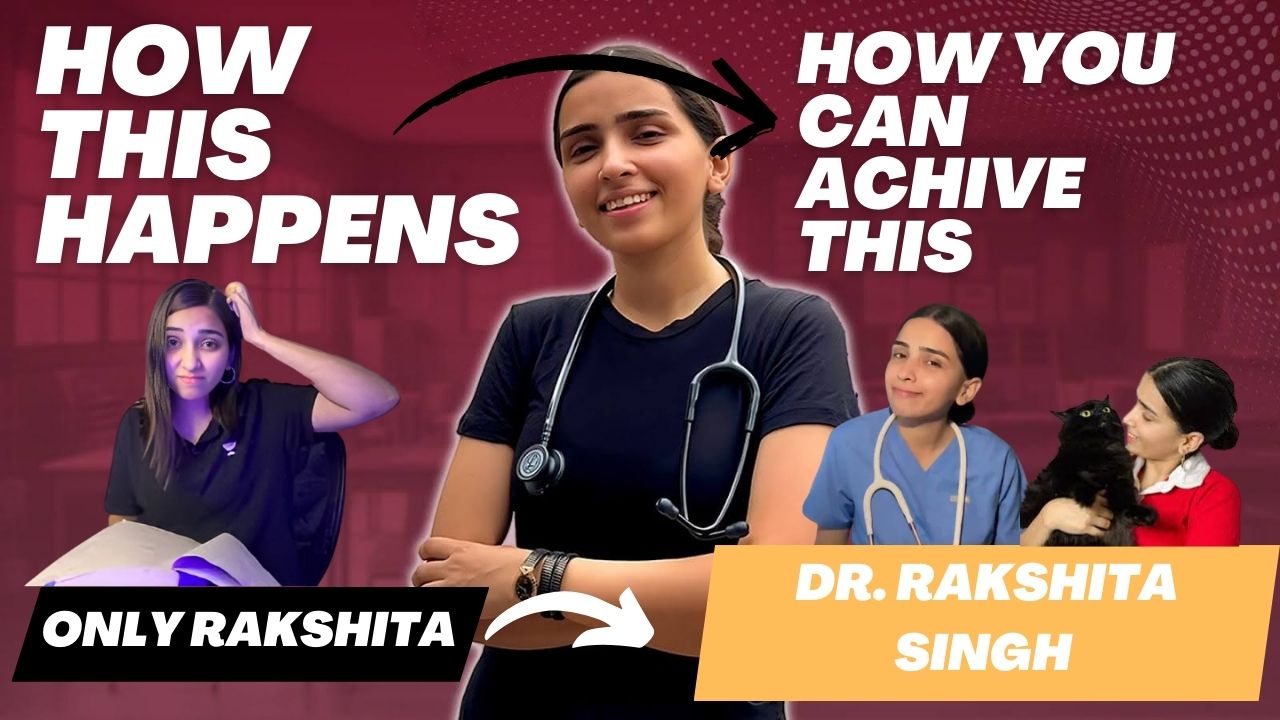 HOW
THIS
HAPPENS
HOW YOU
CAN
ACHIVE
THIS
ONLY RAKSHITA
DR. RAKSHITA
SINGH